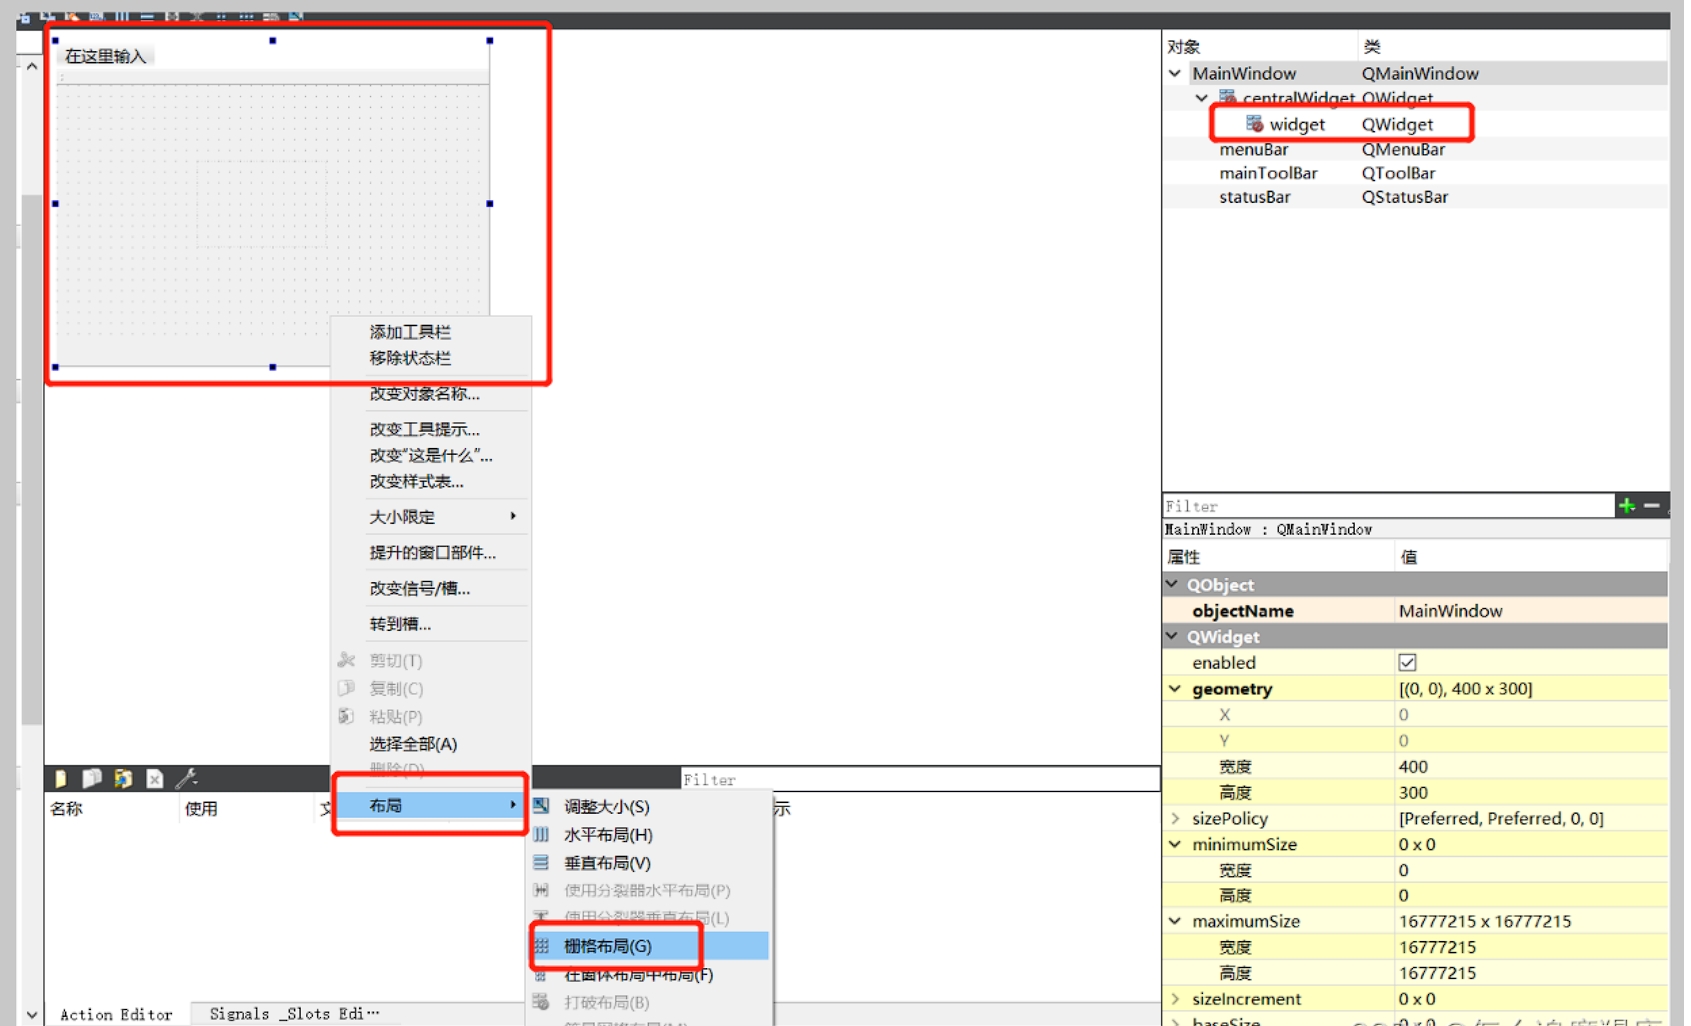 在这里输入
添加工具栏
移除状态栏
改变对象名称...
改变工具提示...
改变“这是什么”...
改变样式表...
大小限定
提升的窗口部件...
改变信号/槽...
转到槽...
剪切(T)
复制(C)
粘贴(P)
选择全部(A)
删除(D)
布局
调整大小(S)
水平布局(H)
垂直布局(V)
使用分裂器水平布局(P)
使用分裂器垂直布局(L)
栅格布局(G)
在窗体布局中布局(F)
打破布局(B)
Filter
名称 使用 文 示
Action Editor Signals _Slots Edi…
对象 类
MainWindow QMainWindow
centralWidget QWidget
widget QWidget
menuBar QMenuBar
mainToolBar QToolBar
statusBar QStatusBar
Filter
MainWindow : QMainWindow
属性 值
QObject
objectName MainWindow
QWidget
enabled
geometry [(0, 0), 400 x 300]
X 0
Y 0
宽度 400
高度 300
sizePolicy [Preferred, Preferred, 0, 0]
minimumSize 0 x 0
宽度 0
高度 0
maximumSize 16777215 x 16777215
宽度 16777215
高度 16777215
sizeIncrement 0 x 0
baseSize 0 x 0